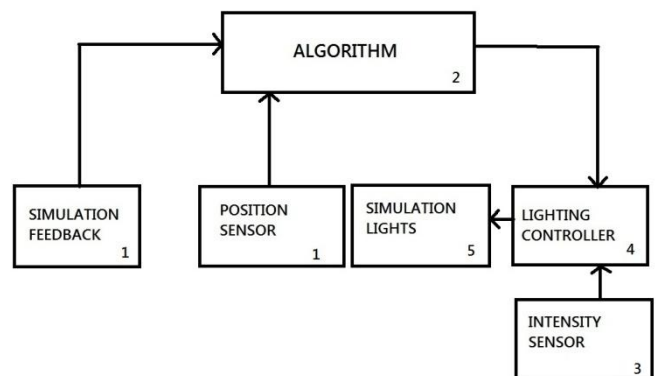 ALGORITHM
2
SIMULATION
FEEDBACK
1
POSITION
SENSOR
1
SIMULATION
LIGHTS
5
LIGHTING
CONTROLLER
4
INTENSITY
SENSOR
3